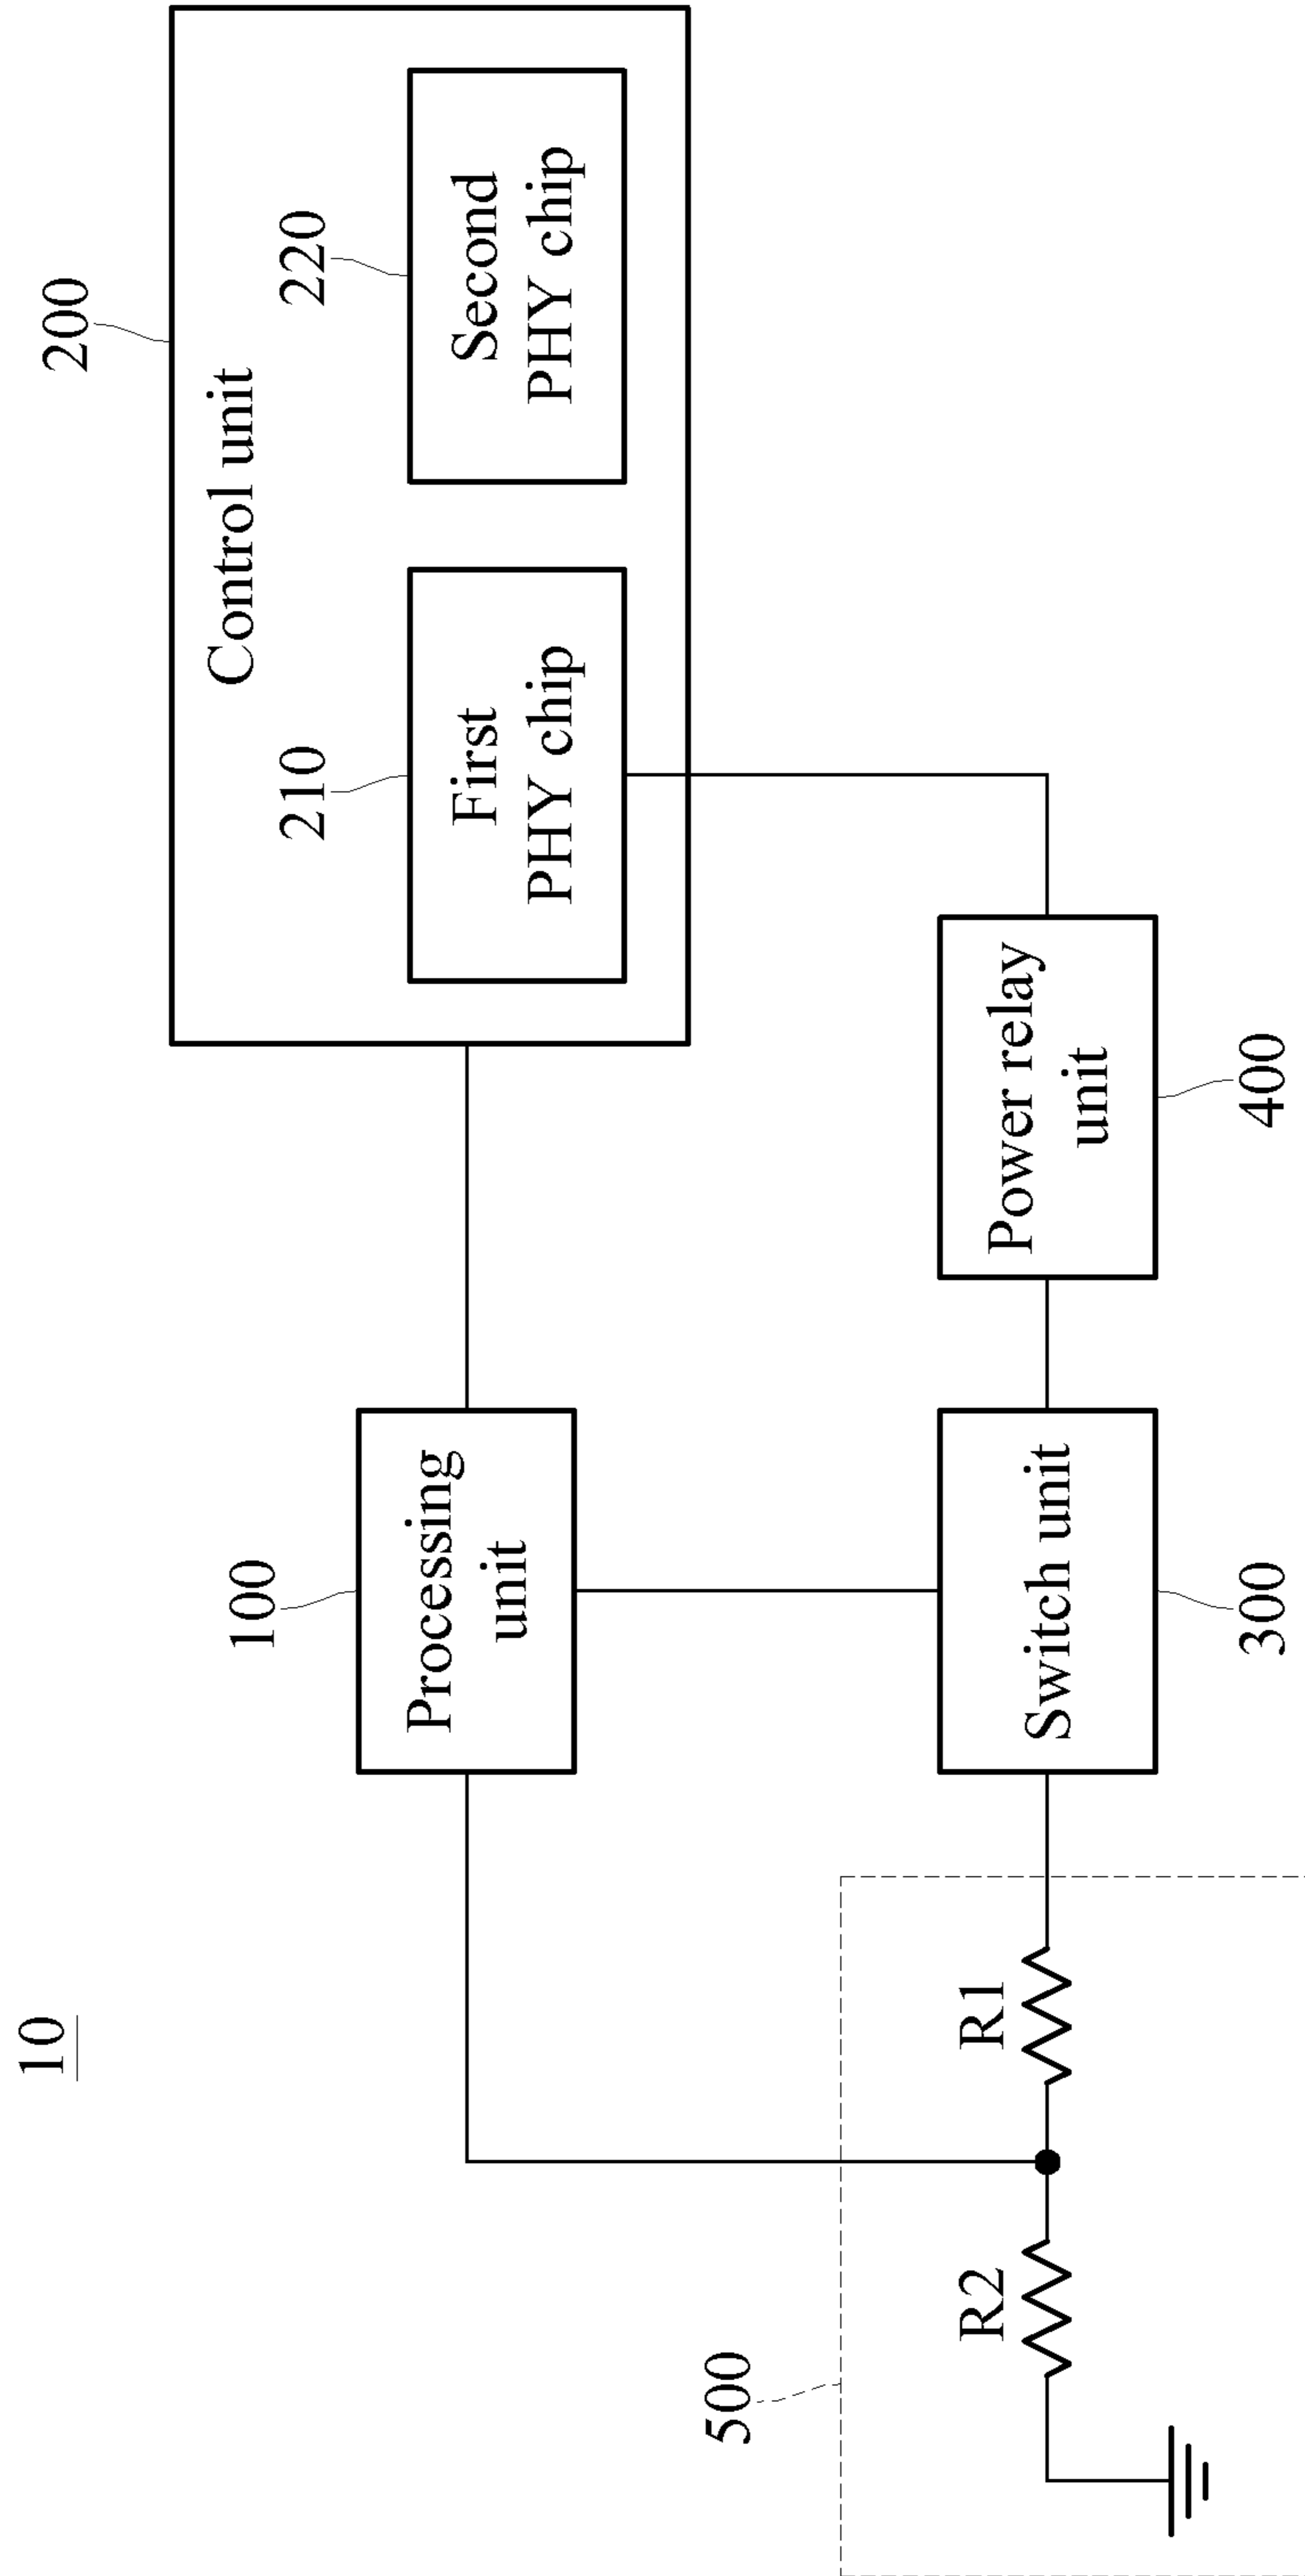 10
500
R2
R1
100
Processing
unit
Switch unit
300
200
Control unit
210
First
PHY chip
220
Second
PHY chip
Power relay
unit
400